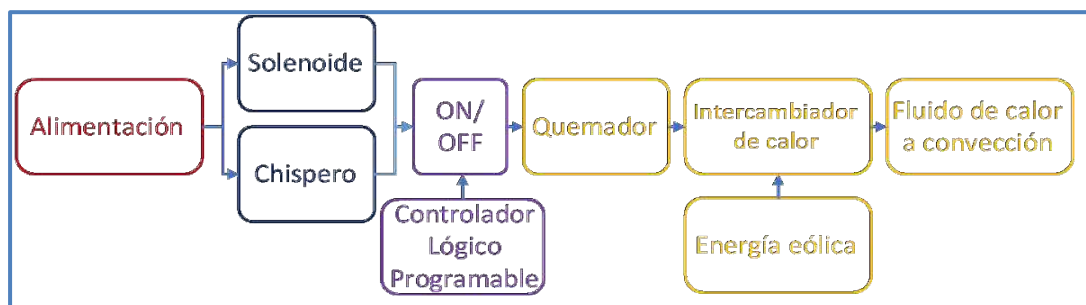 Alimentación
Solenoide
Chispero
ON/
OFF
Controlador
Lógico
Programable
Quemador
Intercambiador
de calor
Energía eólica
Fluido de calor
a convección